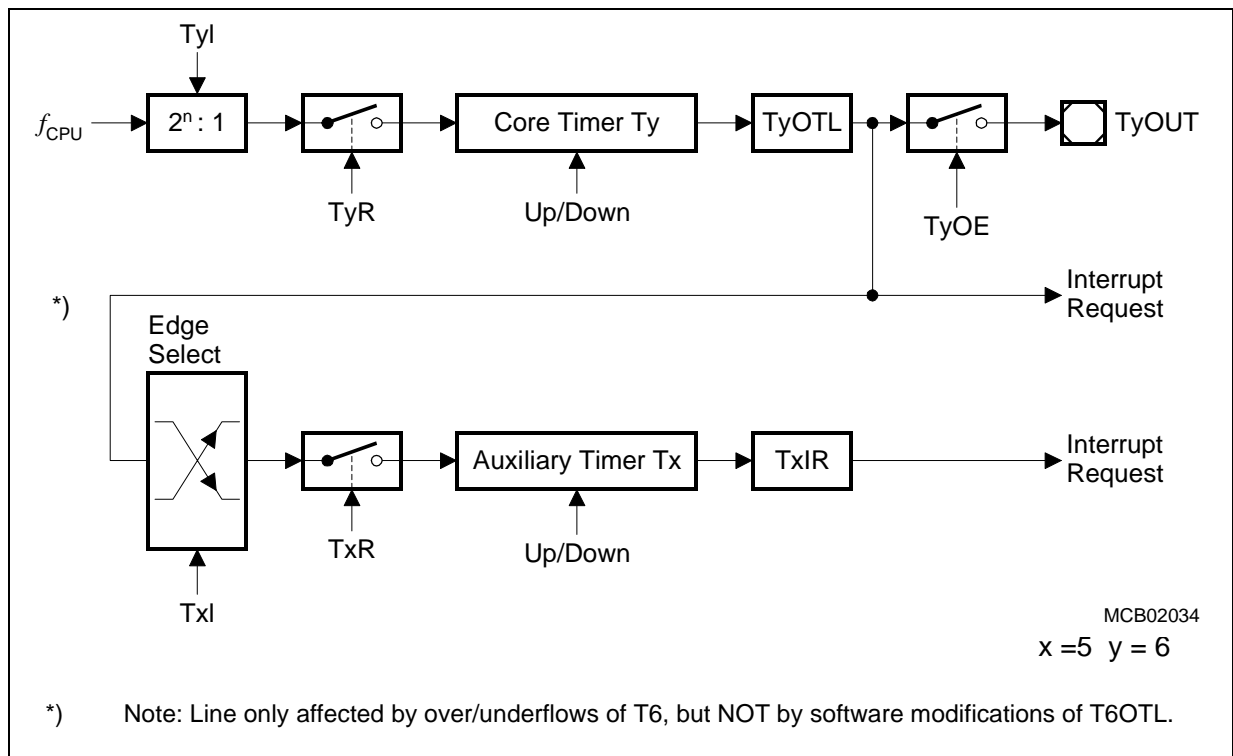 TyI
fCPU
2n : 1
Core Timer Ty
TyOTL
TyOUT
TyR
Up/Down
TyOE
*)
Interrupt
Request
Edge
Select
Auxiliary Timer Tx
TxIR
Interrupt
Request
TxR
Up/Down
TxI
MCB02034
x =5 y = 6
*) Note: Line only affected by over/underflows of T6, but NOT by software modifications of T6OTL.